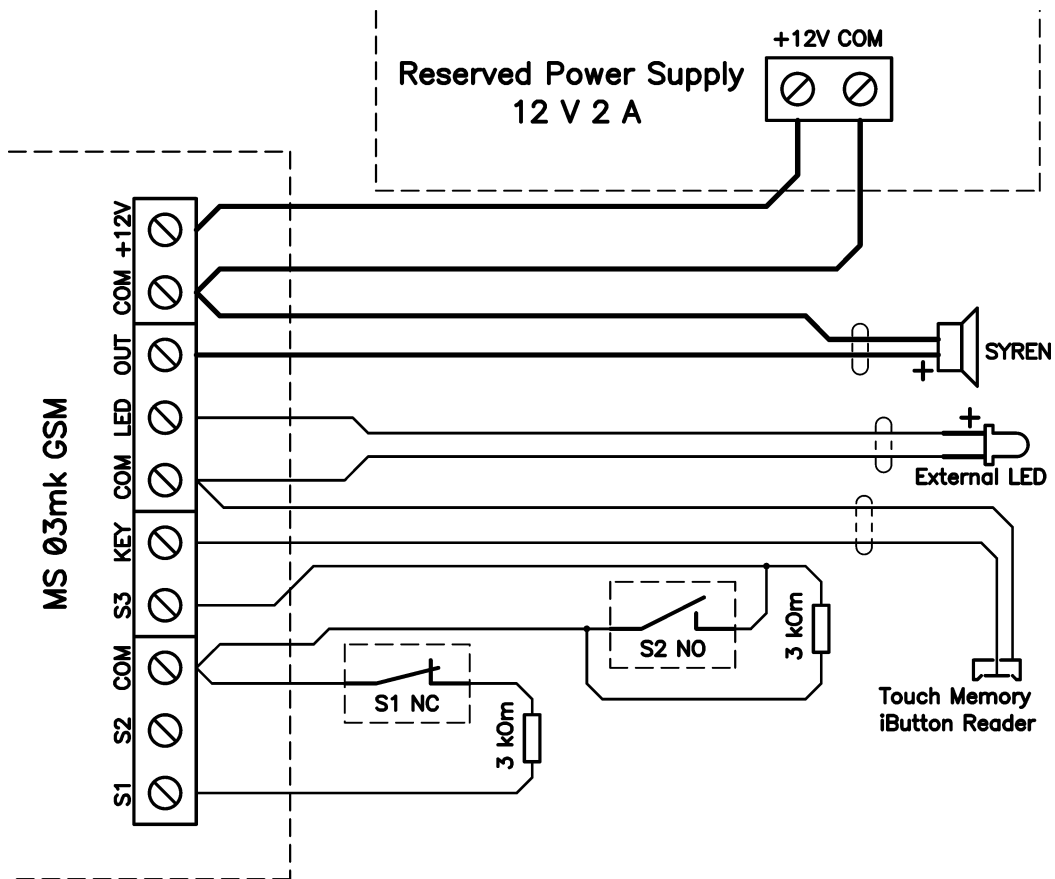 +12V COM
Reserved Power Supply
12 V 2 A
MS 03mk GSM
+12V
COM
OUT
LED
COM
KEY
S3
COM
S2
S1
+
SYREN
+
External LED
S2 NO
3 kOm
S1 NC
3 kOm
Touch Memory
iButton Reader